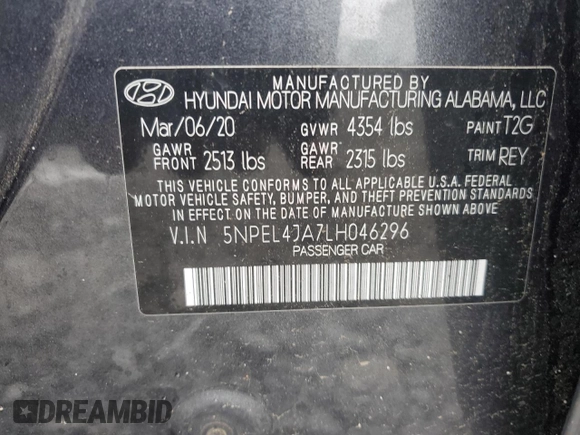 MANUFACTURED BY
HYUNDAI MOTOR MANUFACTURING ALABAMA, LLC
Mar/06/20 GVWR 4354 lbs PAINT T2G
GAWR FRONT 2513 lbs GAWR REAR 2315 lbs TRIM REY
THIS VEHICLE CONFORMS TO ALL APPLICABLE U.S.A. FEDERAL
MOTOR VEHICLE SAFETY, BUMPER, AND THEFT PREVENTION STANDARDS
IN EFFECT ON THE DATE OF MANUFACTURE SHOWN ABOVE.
V.I.N 5NPEL4JA7LH046296
PASSENGER CAR
DREAMBID